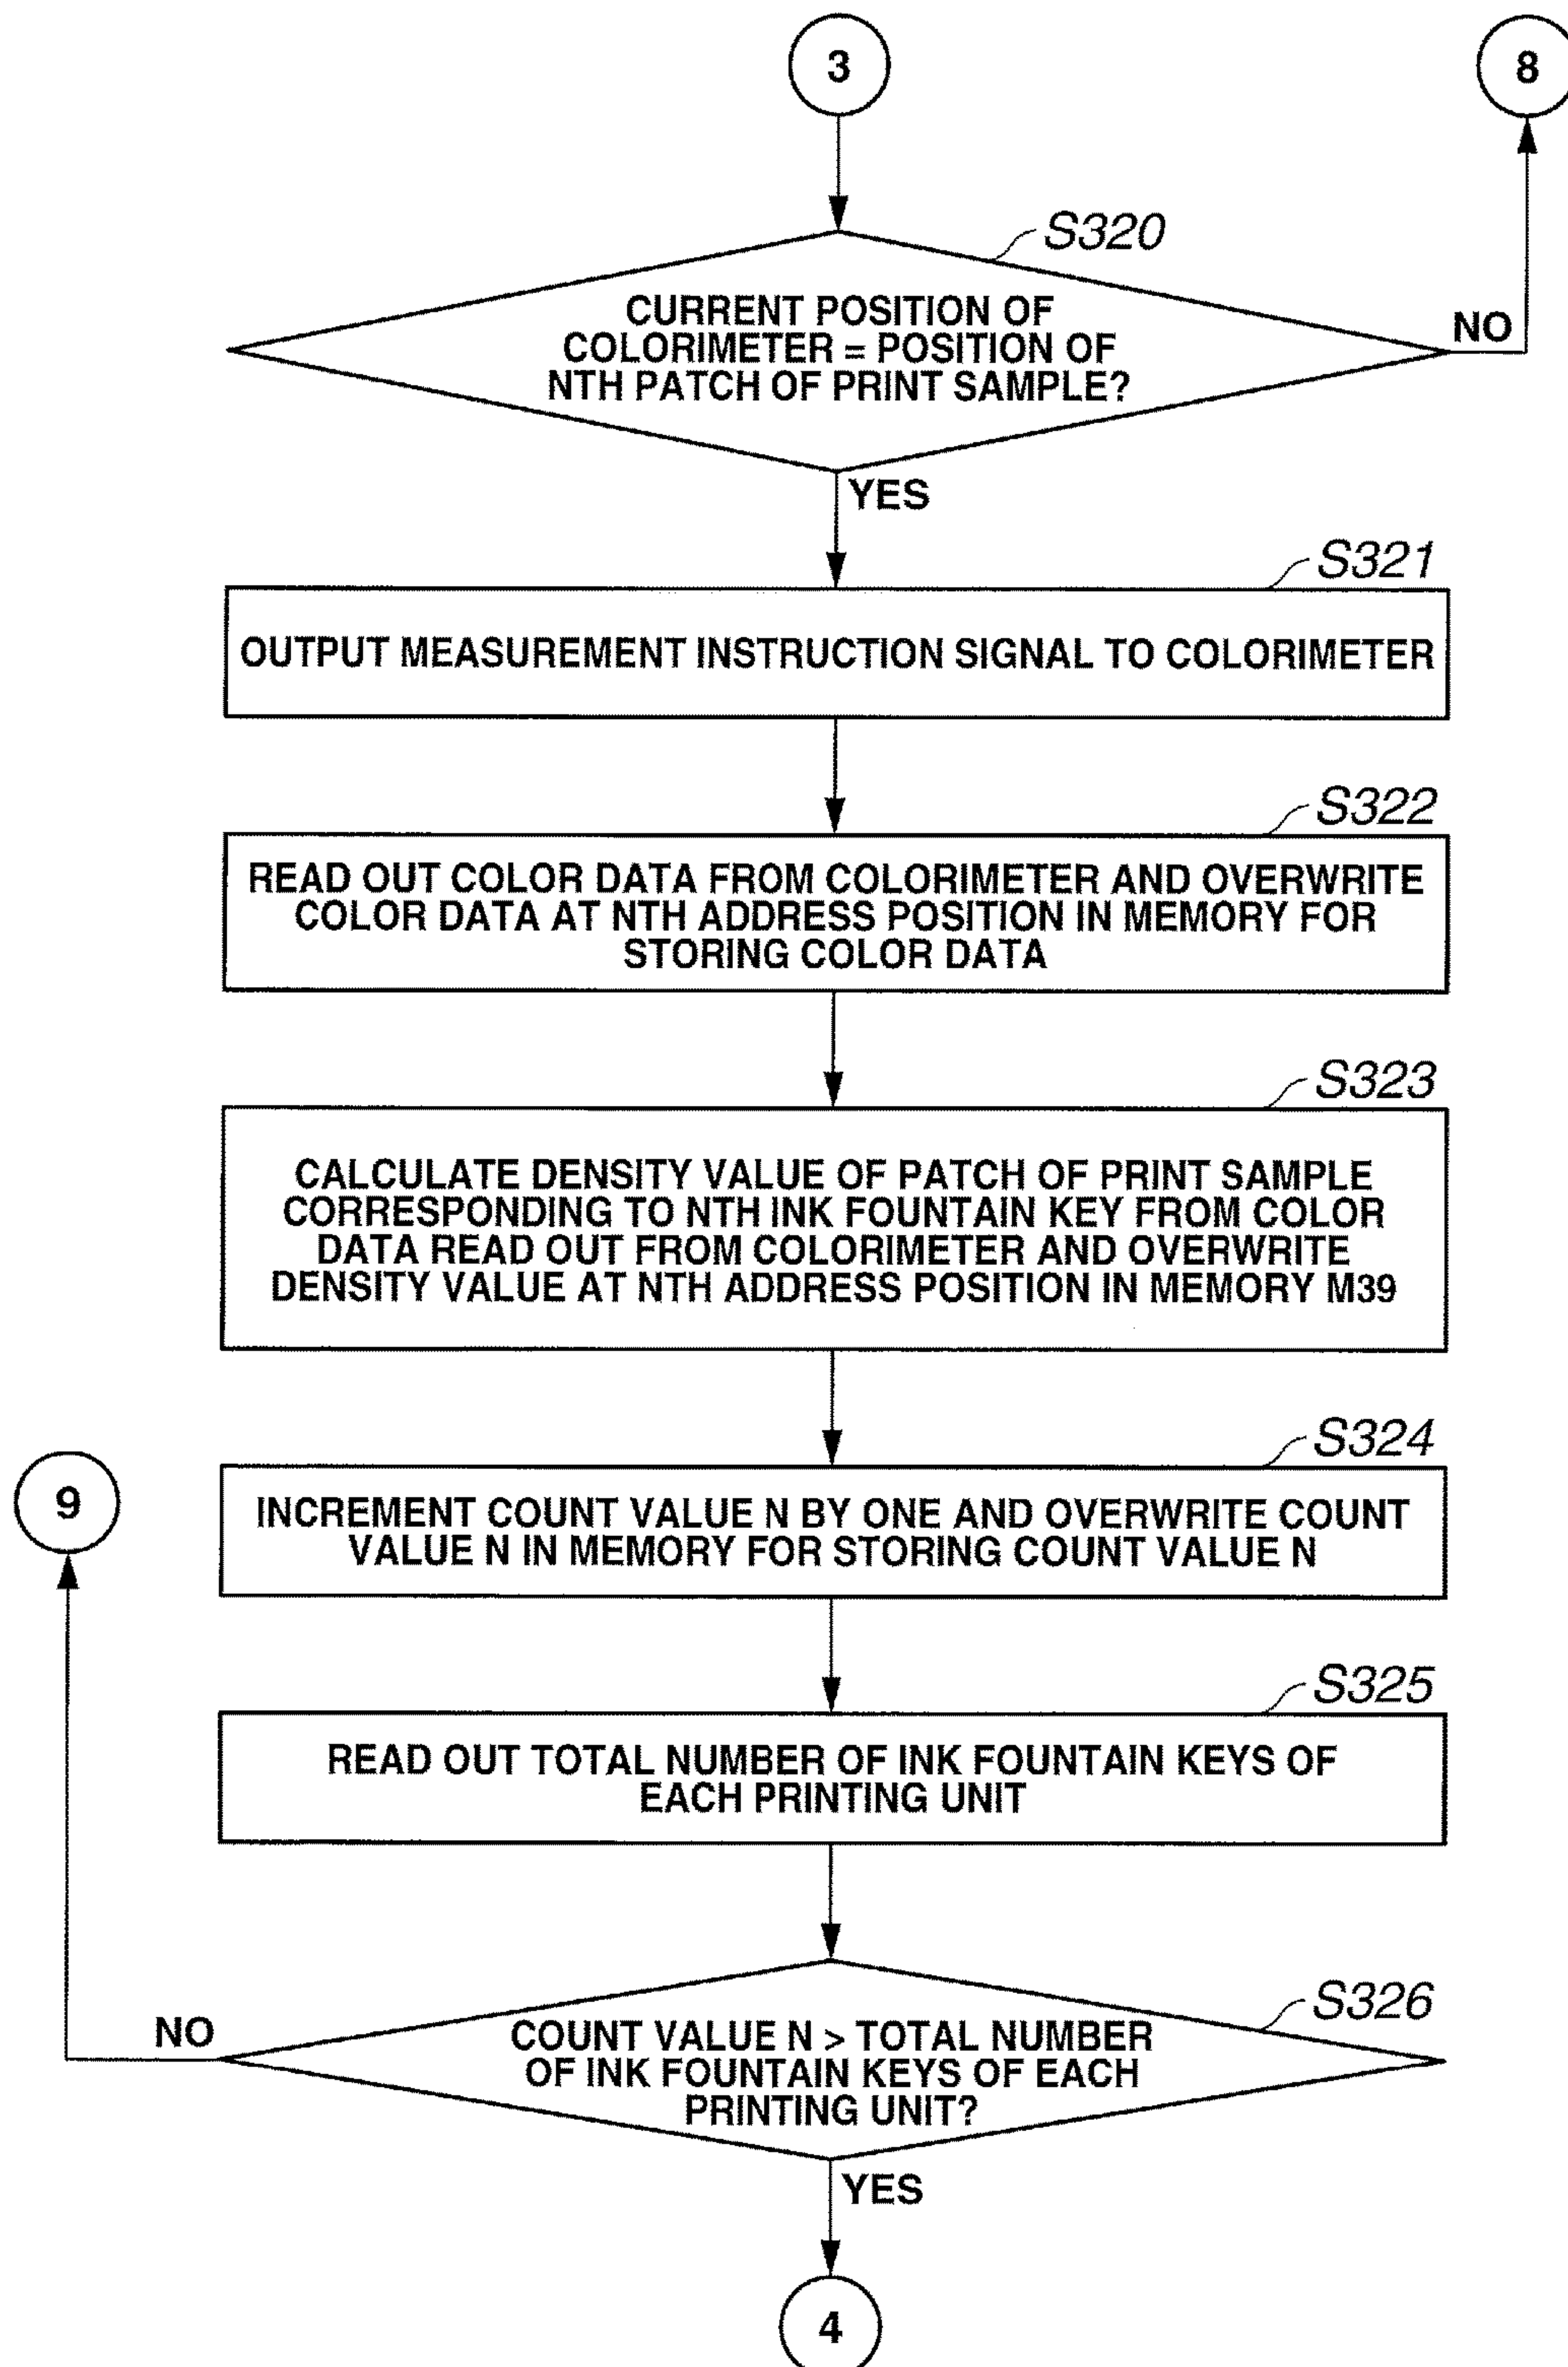 3
8
S320
CURRENT POSITION OF
COLORIMETER = POSITION OF
NTH PATCH OF PRINT SAMPLE?
NO
YES
S321
OUTPUT MEASUREMENT INSTRUCTION SIGNAL TO COLORIMETER
S322
READ OUT COLOR DATA FROM COLORIMETER AND OVERWRITE
COLOR DATA AT NTH ADDRESS POSITION IN MEMORY FOR
STORING COLOR DATA
S323
CALCULATE DENSITY VALUE OF PATCH OF PRINT SAMPLE
CORRESPONDING TO NTH INK FOUNTAIN KEY FROM COLOR
DATA READ OUT FROM COLORIMETER AND OVERWRITE
DENSITY VALUE AT NTH ADDRESS POSITION IN MEMORY M39
S324
9
INCREMENT COUNT VALUE N BY ONE AND OVERWRITE COUNT
VALUE N IN MEMORY FOR STORING COUNT VALUE N
S325
READ OUT TOTAL NUMBER OF INK FOUNTAIN KEYS OF
EACH PRINTING UNIT
S326
NO
COUNT VALUE N > TOTAL NUMBER
OF INK FOUNTAIN KEYS OF EACH
PRINTING UNIT?
YES
4